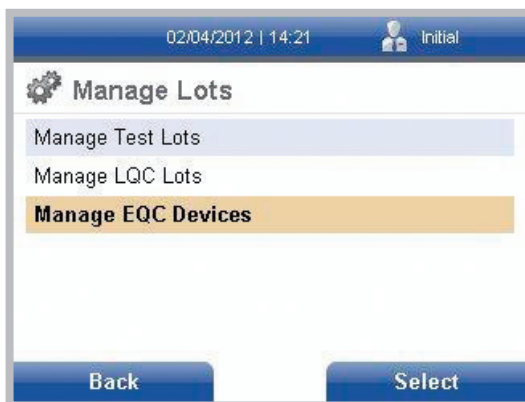 02/04/2012 | 14:21 Initial
Manage Lots
Manage Test Lots
Manage LQC Lots
Manage EQC Devices
Back Select